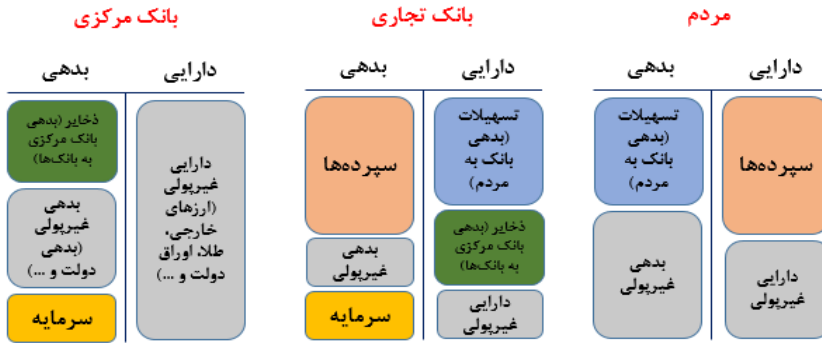 مردم
دارایی
بدهی
سپرده‌ها
دارایی
غیرپولی
تسهیلات
(بدهی
بانک به
مردم)
بدهی
غیرپولی
بانک تجاری
دارایی
بدهی
تسهیلات
(بدهی
بانک به
مردم)
ذخایر (بدهی
بانک مرکزی
به بانک‌ها)
دارایی
غیرپولی
سپرده‌ها
بدهی
غیرپولی
سرمایه
بانک مرکزی
دارایی
بدهی
دارایی
غیرپولی
(ارزهای
خارجی،
طلا، اوراق
دولت و ...)
ذخایر (بدهی
بانک مرکزی
به بانک‌ها)
بدهی
غیرپولی
(بدهی
دولت و ...)
سرمایه